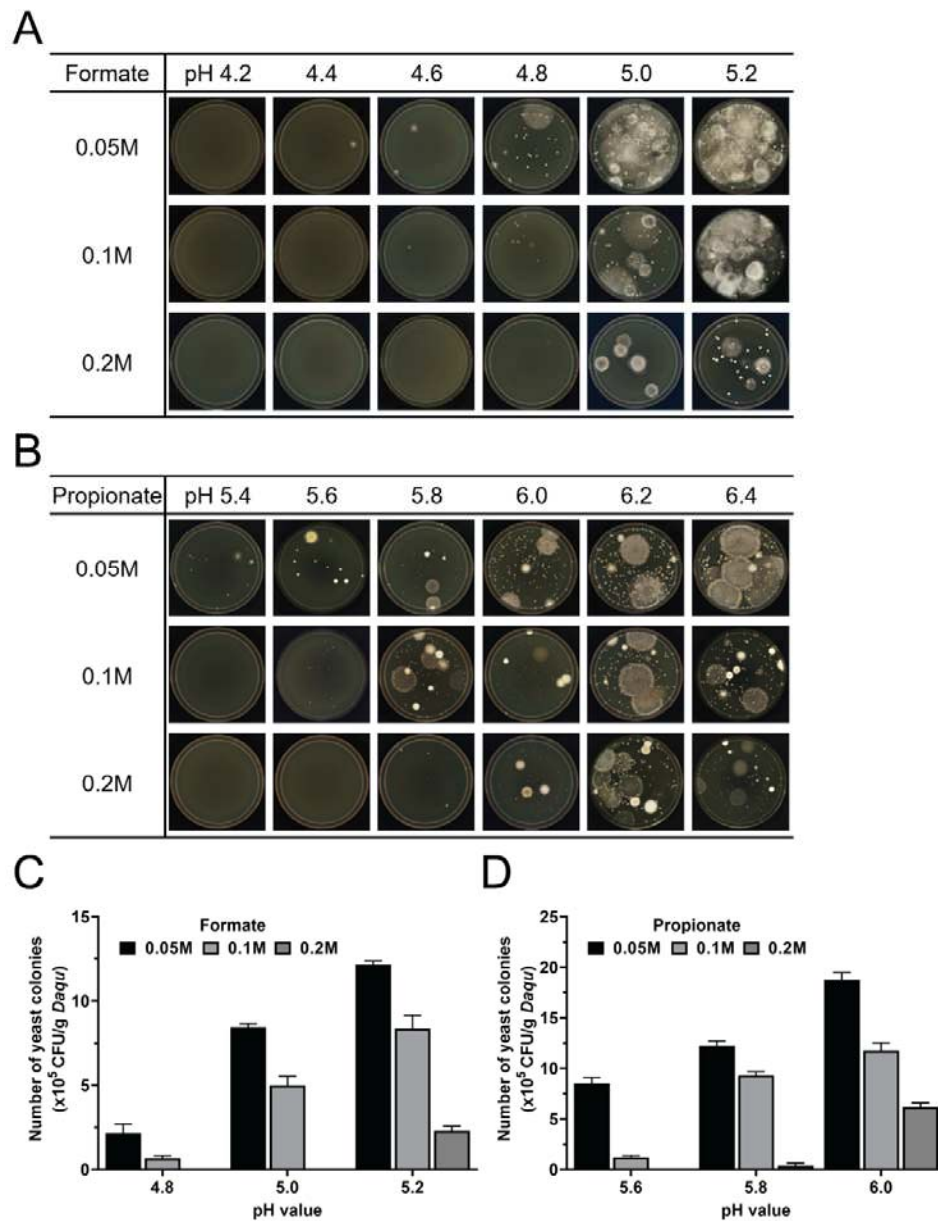 A
Formate pH 4.2 4.4 4.6 4.8 5.0 5.2
0.05M
0.1M
0.2M
B
Propionate pH 5.4 5.6 5.8 6.0 6.2 6.4
0.05M
0.1M
0.2M
C
Number of yeast colonies
(x10⁵ CFU/g Daqu)
15
10
5
0
Formate
0.05M 0.1M 0.2M
4.8 5.0 5.2
pH value
D
Number of yeast colonies
(x10⁵ CFU/g Daqu)
25
20
15
10
5
0
Propionate
0.05M 0.1M 0.2M
5.6 5.8 6.0
pH value